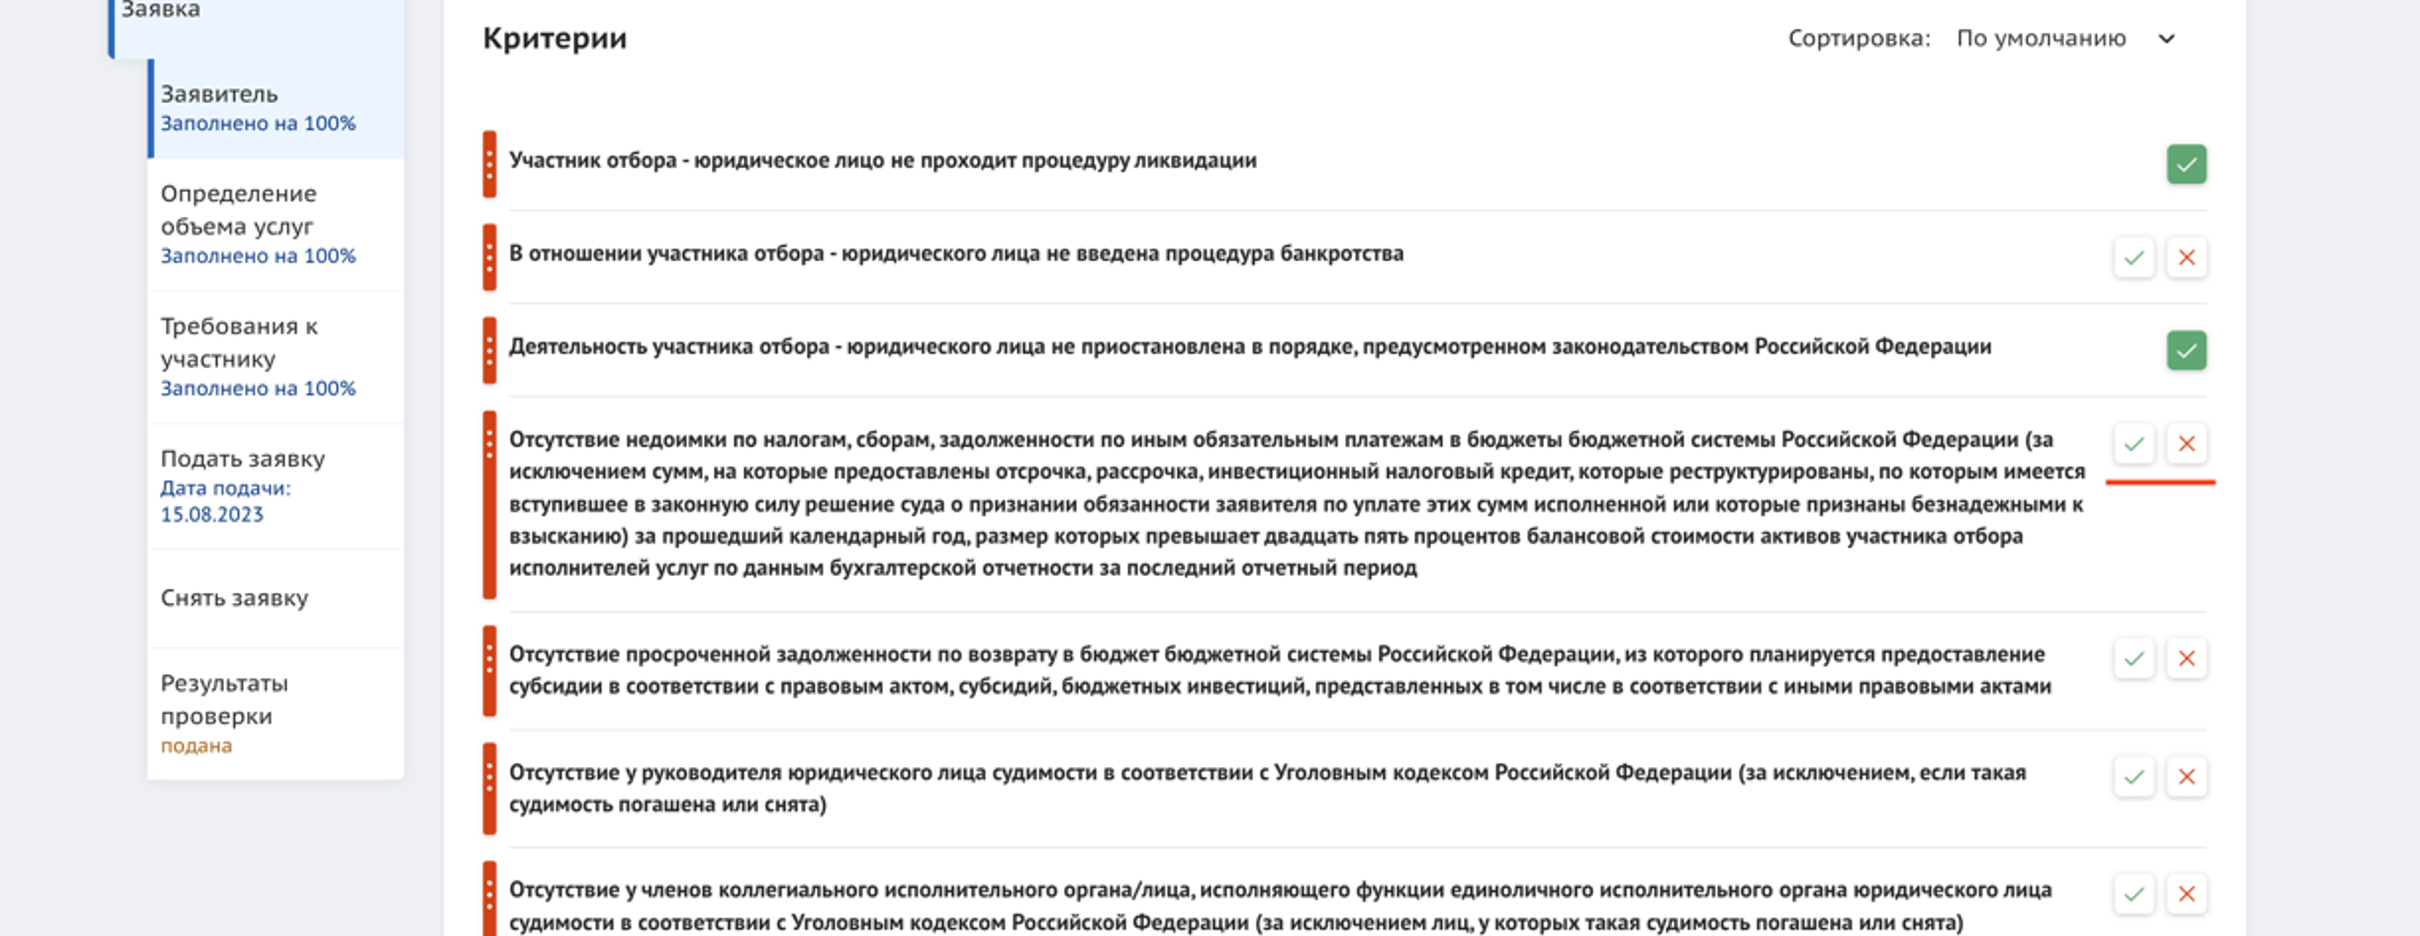 Заявка
Заявитель
Заполнено на 100%
Определение
объема услуг
Заполнено на 100%
Требования к
участнику
Заполнено на 100%
Подать заявку
Дата подачи:
15.08.2023
Снять заявку
Результаты
проверки
подана
Критерии
Сортировка: По умолчанию
Участник отбора - юридическое лицо не проходит процедуру ликвидации
В отношении участника отбора - юридического лица не введена процедура банкротства
Деятельность участника отбора - юридического лица не приостановлена в порядке, предусмотренном законодательством Российской Федерации
Отсутствие недоимки по налогам, сборам, задолженности по иным обязательным платежам в бюджеты бюджетной системы Российской Федерации (за
исключением сумм, на которые предоставлены отсрочка, рассрочка, инвестиционный налоговый кредит, которые реструктурированы, по которым имеется
вступившее в законную силу решение суда о признании обязанности заявителя по уплате этих сумм исполненной или которые признаны безнадежными к
взысканию) за прошедший календарный год, размер которых превышает двадцать пять процентов балансовой стоимости активов участника отбора
исполнителей услуг по данным бухгалтерской отчетности за последний отчетный период
Отсутствие просроченной задолженности по возврату в бюджет бюджетной системы Российской Федерации, из которого планируется предоставление
субсидии в соответствии с правовым актом, субсидий, бюджетных инвестиций, представленных в том числе в соответствии с иными правовыми актами
Отсутствие у руководителя юридического лица судимости в соответствии с Уголовным кодексом Российской Федерации (за исключением, если такая
судимость погашена или снята)
Отсутствие у членов коллегиального исполнительного органа/лица, исполняющего функции единоличного исполнительного органа юридического лица
судимости в соответствии с Уголовным кодексом Российской Федерации (за исключением лиц, у которых такая судимость погашена или снята)